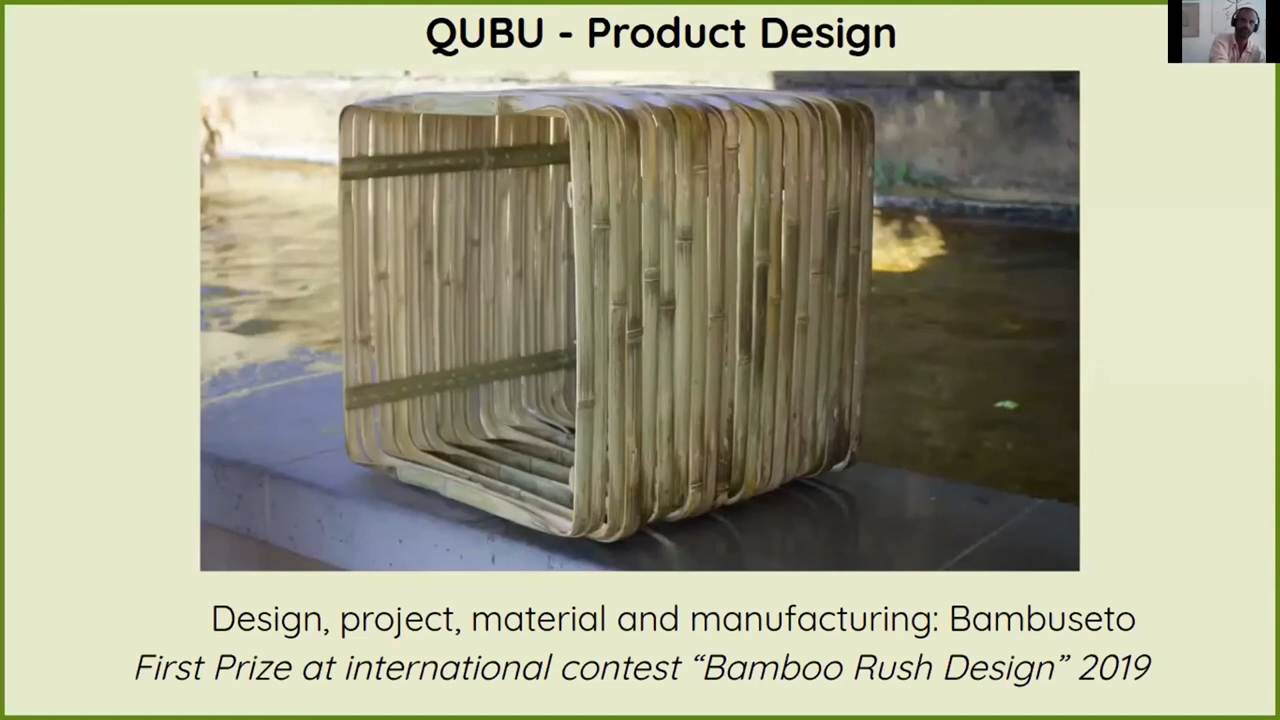 QUBU - Product Design
Design, project, material and manufacturing: Bambuseto
First Prize at international contest “Bamboo Rush Design” 2019